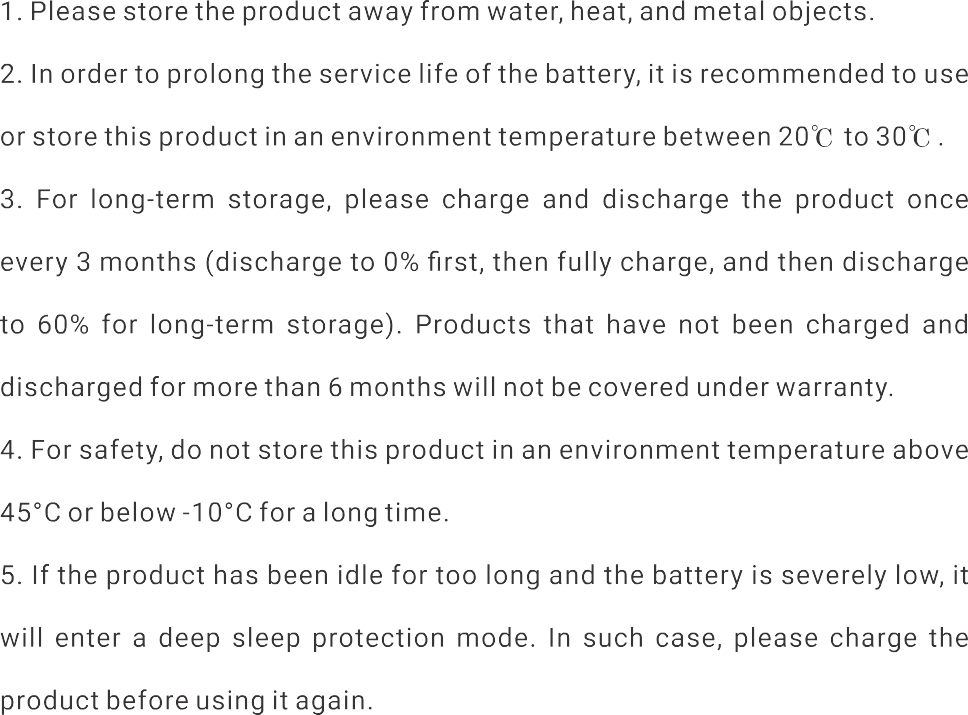 1. Please store the product away from water, heat, and metal objects.
2. In order to prolong the service life of the battery, it is recommended to use
or store this product in an environment temperature between 20℃ to 30℃ .
3. For long-term storage, please charge and discharge the product once
every 3 months (discharge to 0% first, then fully charge, and then discharge
to 60% for long-term storage). Products that have not been charged and
discharged for more than 6 months will not be covered under warranty.
4. For safety, do not store this product in an environment temperature above
45°C or below -10°C for a long time.
5. If the product has been idle for too long and the battery is severely low, it
will enter a deep sleep protection mode. In such case, please charge the
product before using it again.